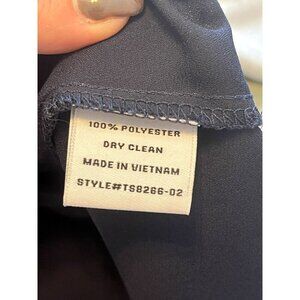 100% POLYESTER
DRY CLEAN
MADE IN VIETNAM
STYLE#TS8266-02